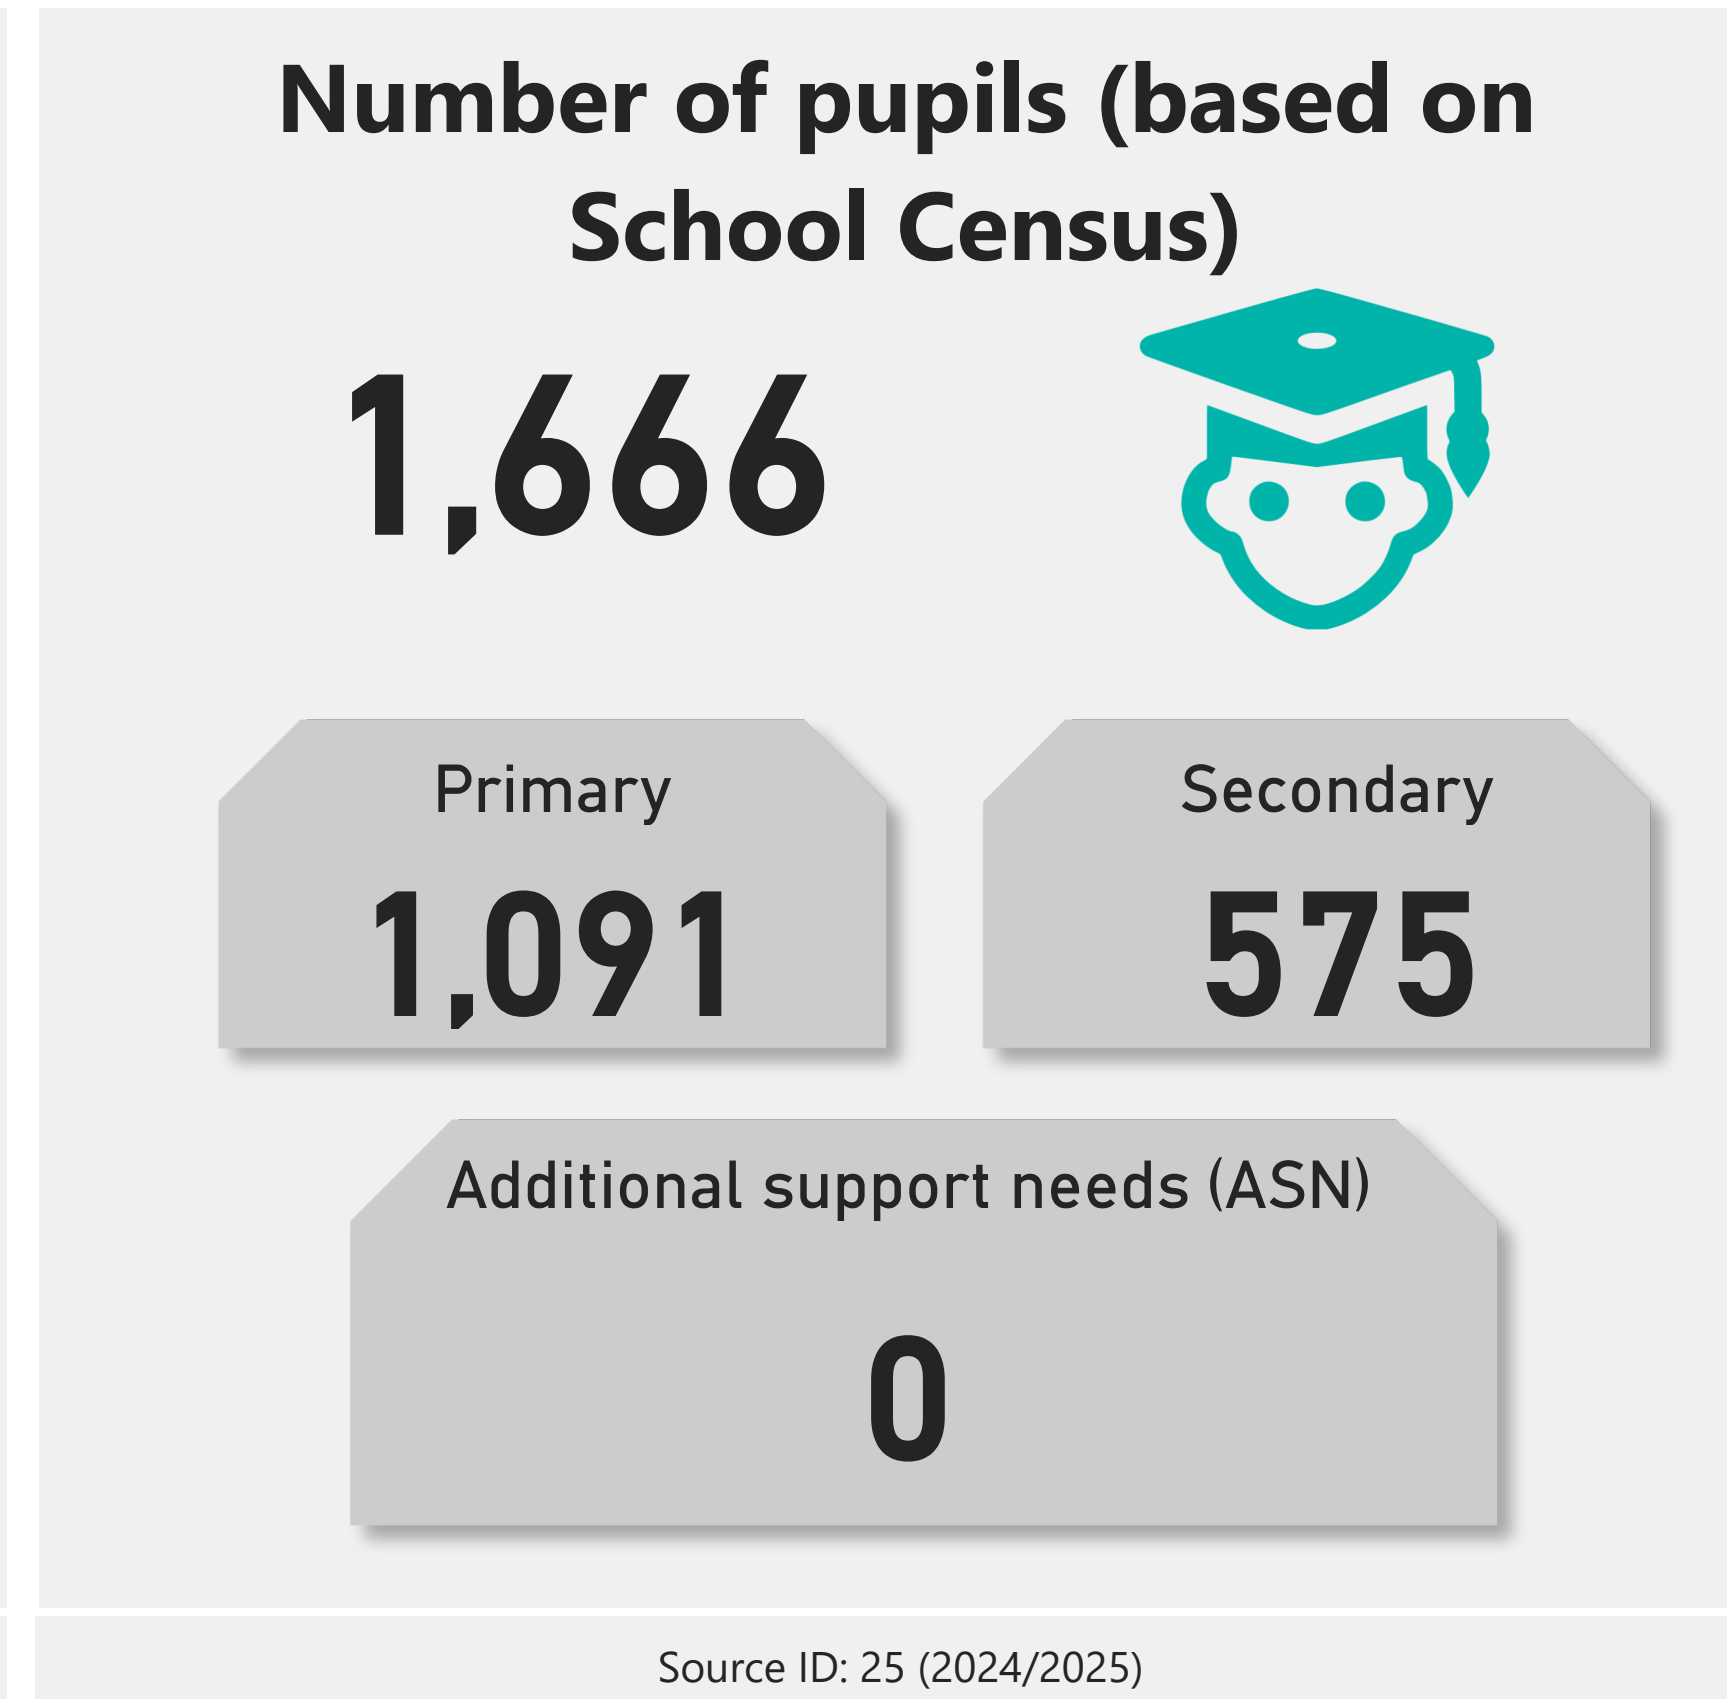 Number of pupils (based on
School Census)
1,666
Primary
1,091
Secondary
575
Additional support needs (ASN)
0
Source ID: 25 (2024/2025)